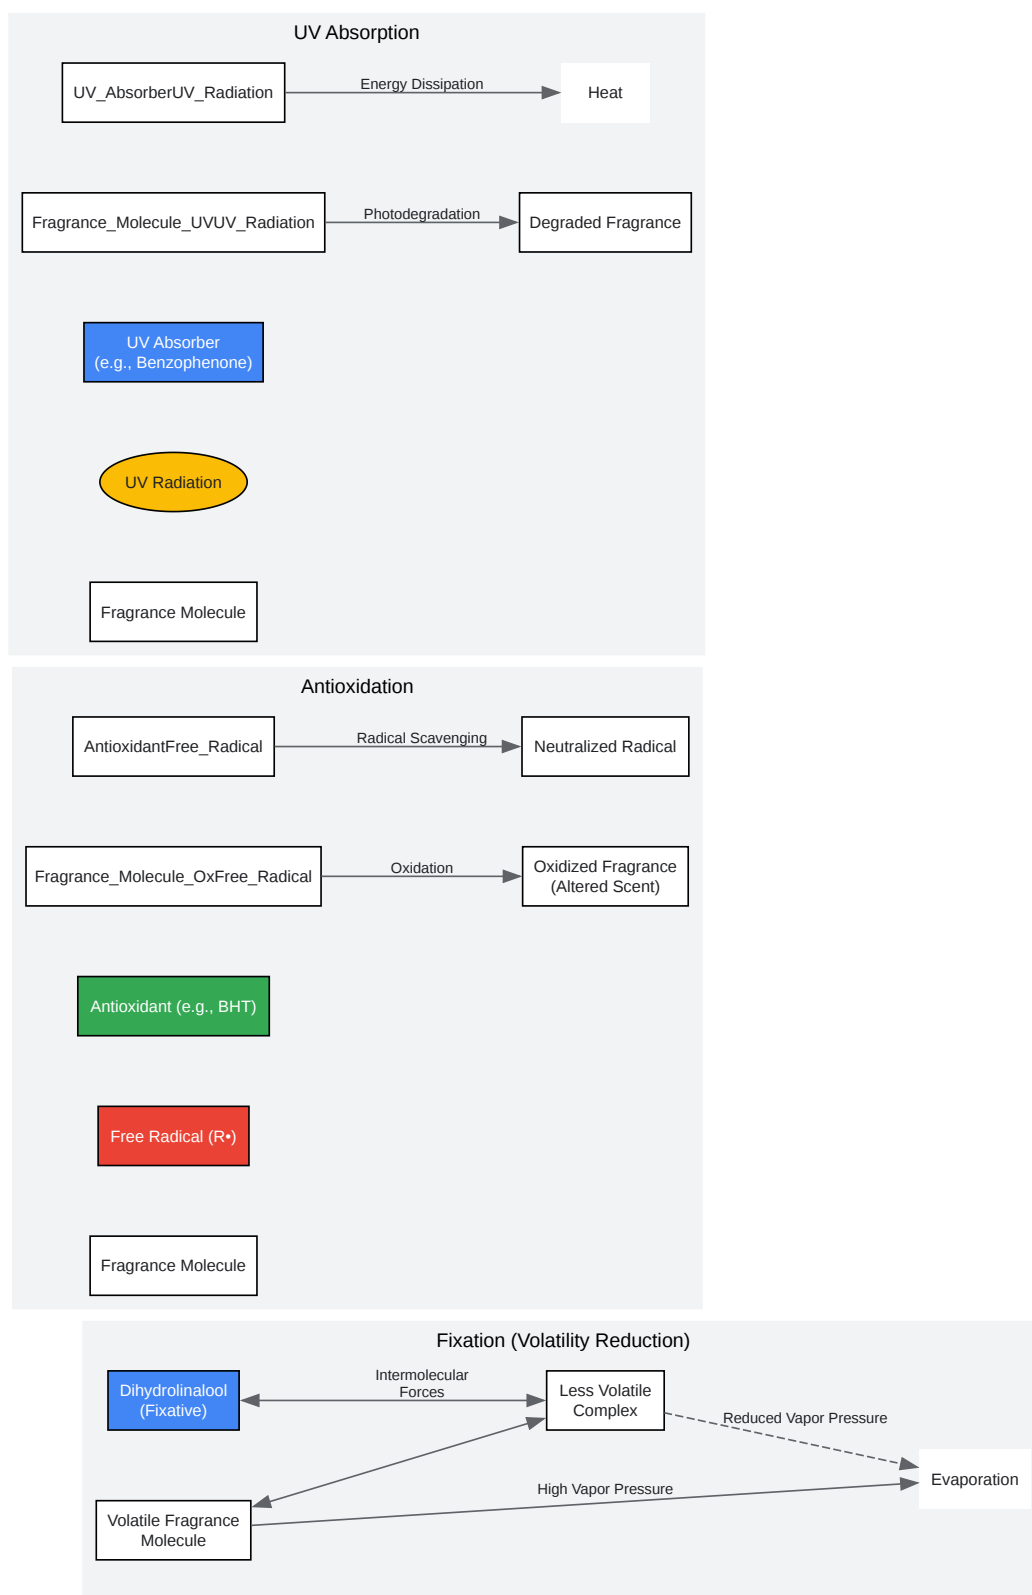 UV Absorption
UV_AbsorberUV_Radiation
Energy Dissipation
Heat
Fragrance_Molecule_UVUV_Radiation
Photodegradation
Degraded Fragrance
UV Absorber
(e.g., Benzophenone)
UV Radiation
Fragrance Molecule
Antioxidation
AntioxidantFree_Radical
Radical Scavenging
Neutralized Radical
Fragrance_Molecule_OxFree_Radical
Oxidation
Oxidized Fragrance
(Altered Scent)
Antioxidant (e.g., BHT)
Free Radical (R•)
Fragrance Molecule
Fixation (Volatility Reduction)
Dihydrolinalool
(Fixative)
Intermolecular
Forces
Less Volatile
Complex
Reduced Vapor Pressure
Evaporation
High Vapor Pressure
Volatile Fragrance
Molecule